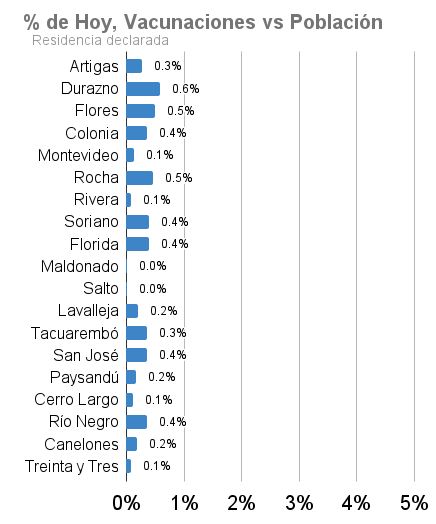 % de Hoy, Vacunaciones vs Población
Residencia declarada
Artigas 0.3%
Durazno 0.6%
Flores 0.5%
Colonia 0.4%
Montevideo 0.1%
Rocha 0.5%
Rivera 0.1%
Soriano 0.4%
Florida 0.4%
Maldonado 0.0%
Salto 0.0%
Lavalleja 0.2%
Tacuarembó 0.3%
San José 0.4%
Paysandú 0.2%
Cerro Largo 0.1%
Río Negro 0.4%
Canelones 0.2%
Treinta y Tres 0.1%
0% 1% 2% 3% 4% 5%